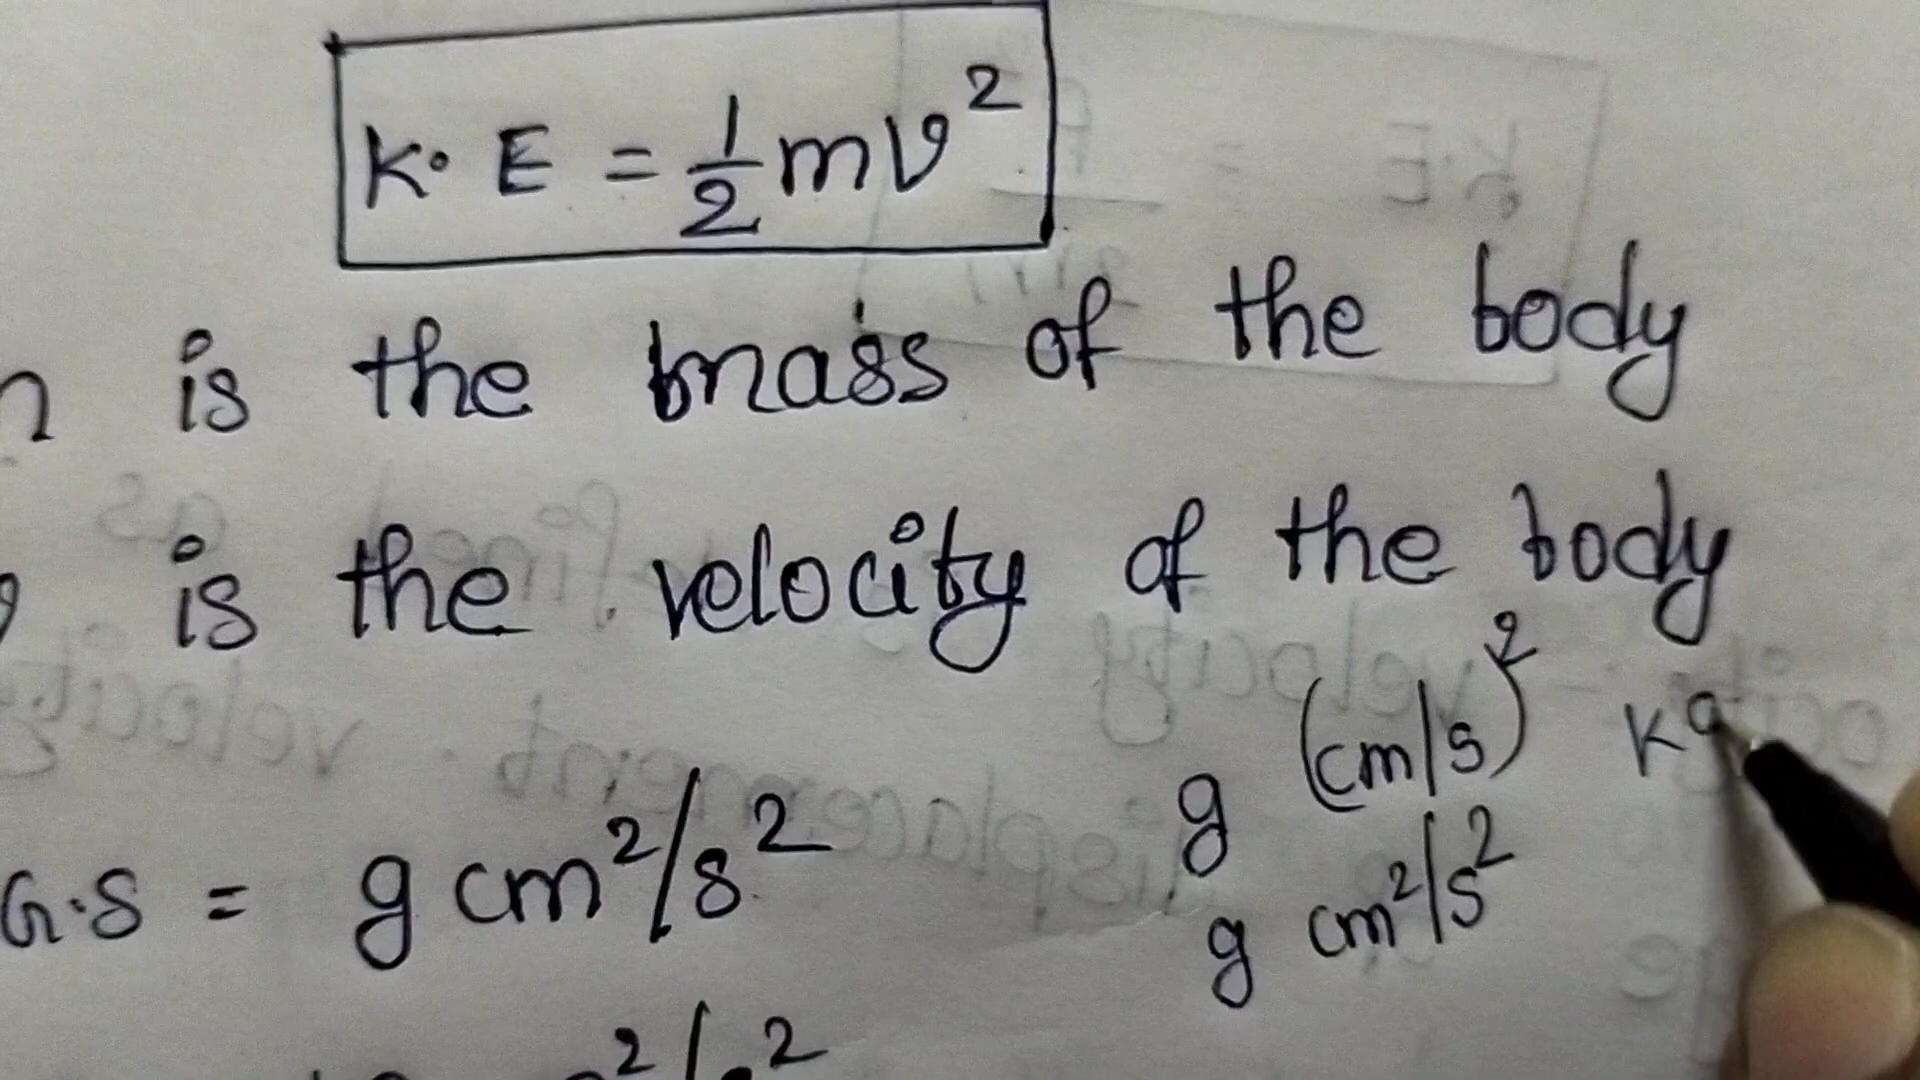 K. E = 1/2 mv²
is the mass of the body
is the velocity of the body
g (cm/s)² kg
G.S = g cm²/s²
g cm²/s²